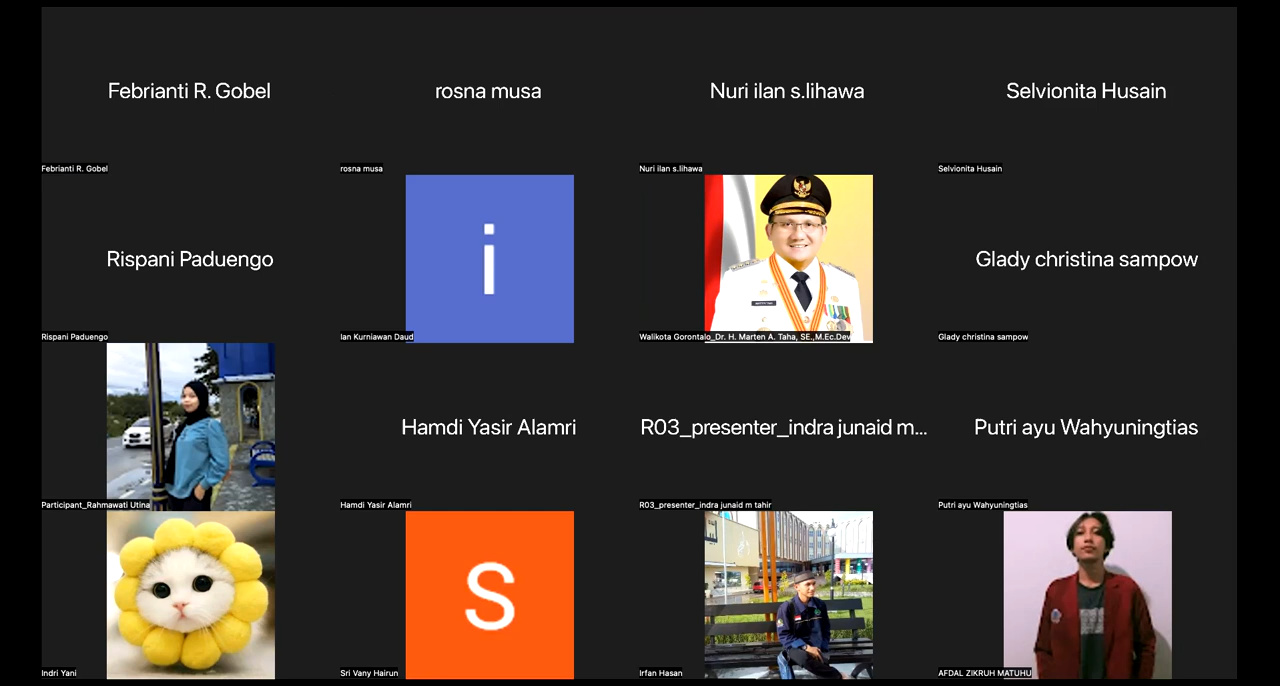 Febrianti R. Gobel
rosna musa
Nuri ilan s.lihawa
Selvionita Husain
Febrianti R. Gobel
rosna musa
Nuri ilan s.lihawa
Selvionita Husain
Rispani Paduengo
i
Glady christina sampow
Rispani Paduengo
Ian Kurniawan Daud
Walikota Gorontalo_Dr. H. Marten A. Taha, SE.,M.Ec.Dev
Glady christina sampow
Hamdi Yasir Alamri
R03_presenter_indra junaid m...
Putri ayu Wahyuningtias
Participant_Rahmawati Utina
Hamdi Yasir Alamri
R03_presenter_indra junaid m tahir
Putri ayu Wahyuningtias
S
Indri Yani
Sri Vany Hairun
Irfan Hasan
AFDAL ZIKRUH MATUHU